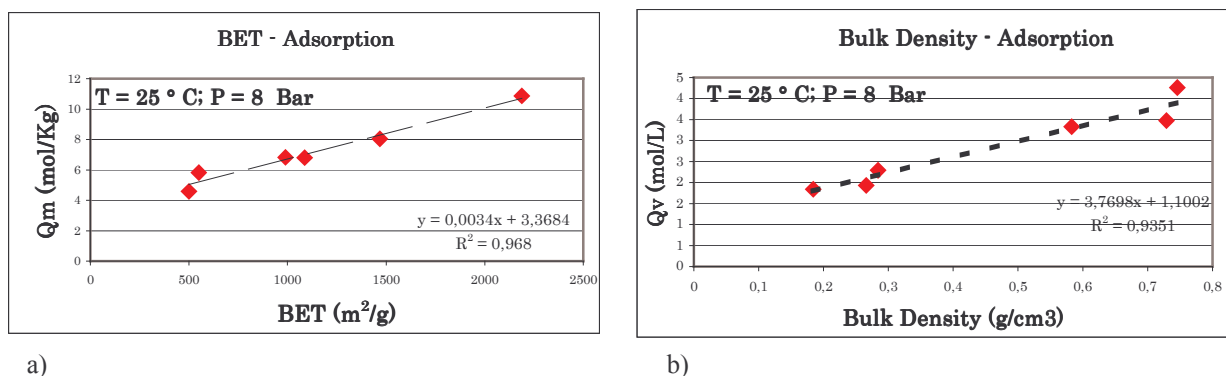 BET - Adsorption
T = 25 ° C; P = 8 Bar
Qm (mol/Kg)
12
10
8
6
4
2
0
0
500
1000
1500
2000
2500
y = 0,0034x + 3,3684
R² = 0,968
BET (m²/g)
a)
Bulk Density - Adsorption
T = 25 ° C; P = 8 Bar
Qv (mol/L)
5
4
4
3
3
2
2
1
1
0
0
0,1
0,2
0,3
0,4
0,5
0,6
0,7
0,8
y = 3,7698x + 1,1002
R² = 0,9351
Bulk Density (g/cm3)
b)